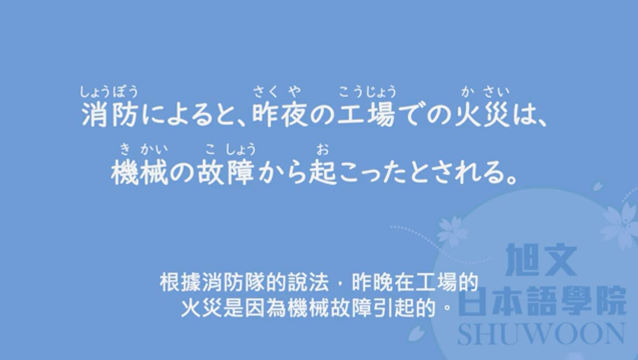 しょうぼう さくや こうじょう かさい
消防によると、昨夜の工場での火災は、
きかい こしょう お
機械の故障から起こったとされる。
根據消防隊的說法，昨晚在工場的
火災是因為機械故障引起的。
旭文
日本語學院
SHUWOON